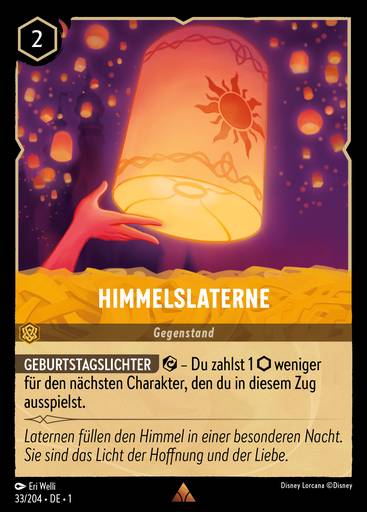 2
HIMMELSLATERNE
Gegenstand
GEBURTSTAGSLICHTER – Du zahlst 1 weniger
für den nächsten Charakter, den du in diesem Zug
ausspielst.
Laternen füllen den Himmel in einer besonderen Nacht.
Sie sind das Licht der Hoffnung und der Liebe.
Eri Welli
33/204 • DE • 1
Disney Lorcana ©Disney